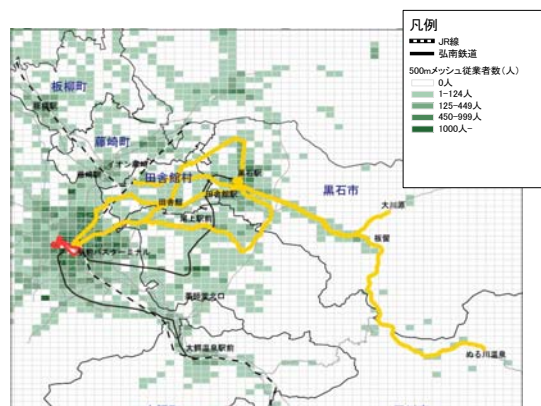 凡例
JR線
弘南鉄道
500mメッシュ従業者数(人)
0人
1-124人
125-449人
450-999人
1000人-
板柳町
藤崎町
田舎館村
黒石駅
黒石市
大川原
田舎館
尾上駅前
板留
弘前バスターミナル
大鰐温泉駅前
ぬる川温泉